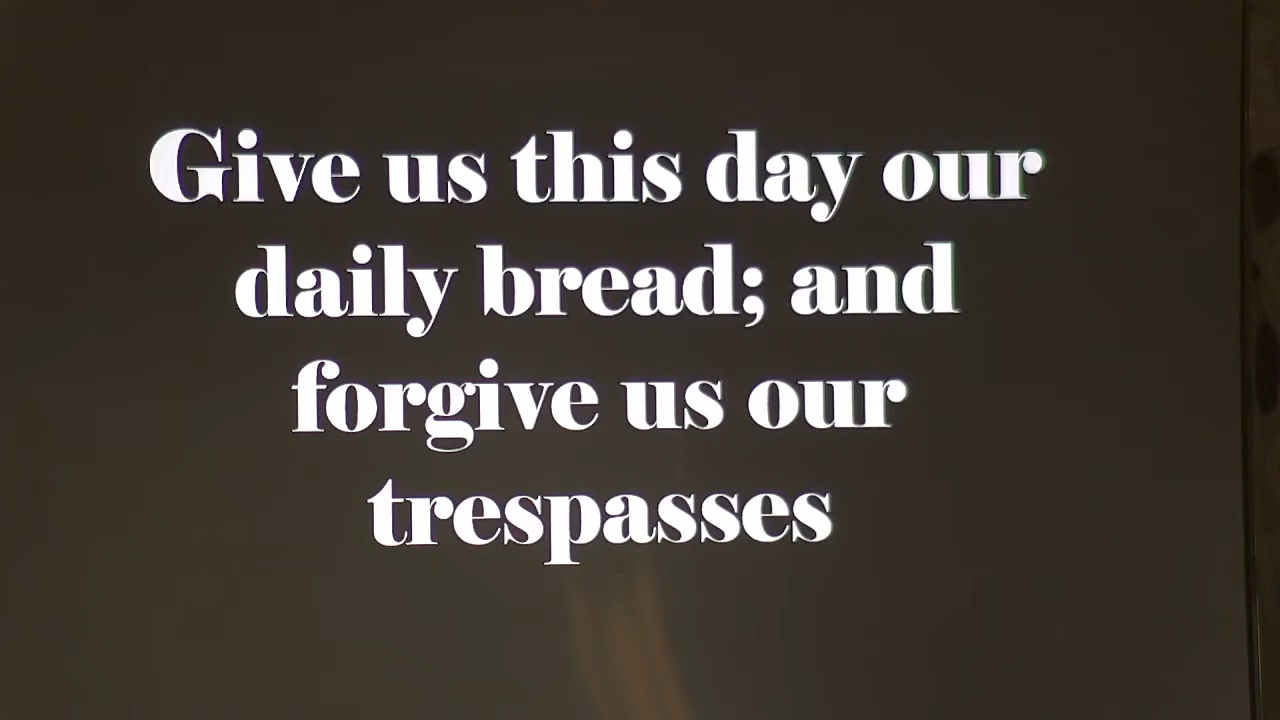 Give us this day our
daily bread; and
forgive us our
trespasses